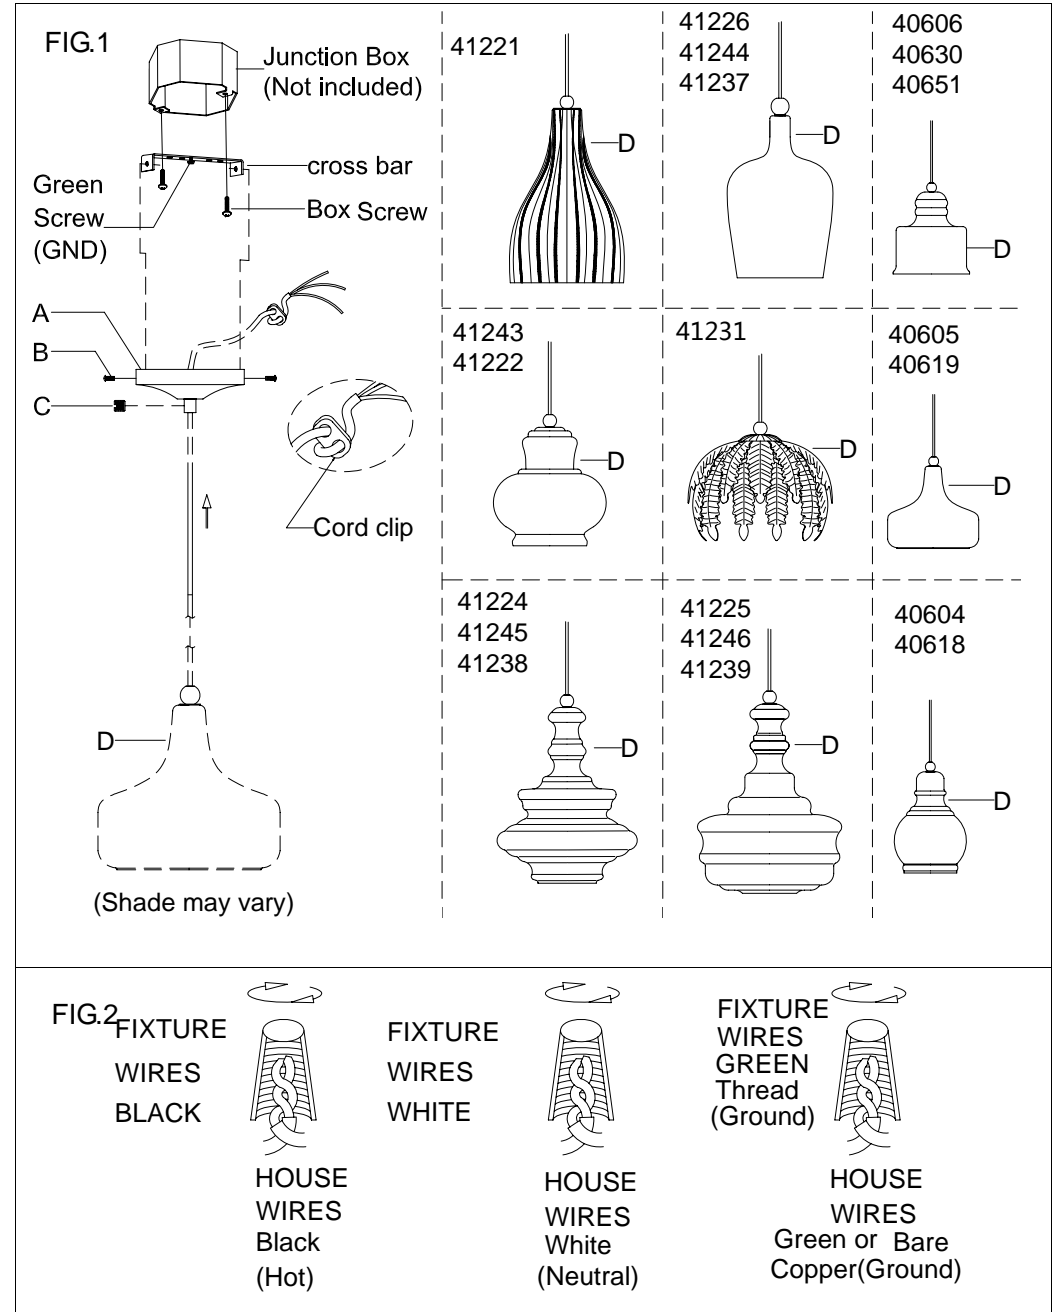 FIG.1
Junction Box
(Not included)
cross bar
Green
Screw
(GND)
Box Screw
A
B
C
Cord clip
D
(Shade may vary)
41221
D
41226
41244
41237
D
40606
40630
40651
D
41243
41222
D
41231
D
40605
40619
D
41224
41245
41238
D
41225
41246
41239
D
40604
40618
D
FIG.2
FIXTURE
WIRES
BLACK
HOUSE
WIRES
Black
(Hot)
FIXTURE
WIRES
WHITE
HOUSE
WIRES
White
(Neutral)
FIXTURE
WIRES
GREEN
Thread
(Ground)
HOUSE
WIRES
Green or Bare
Copper(Ground)